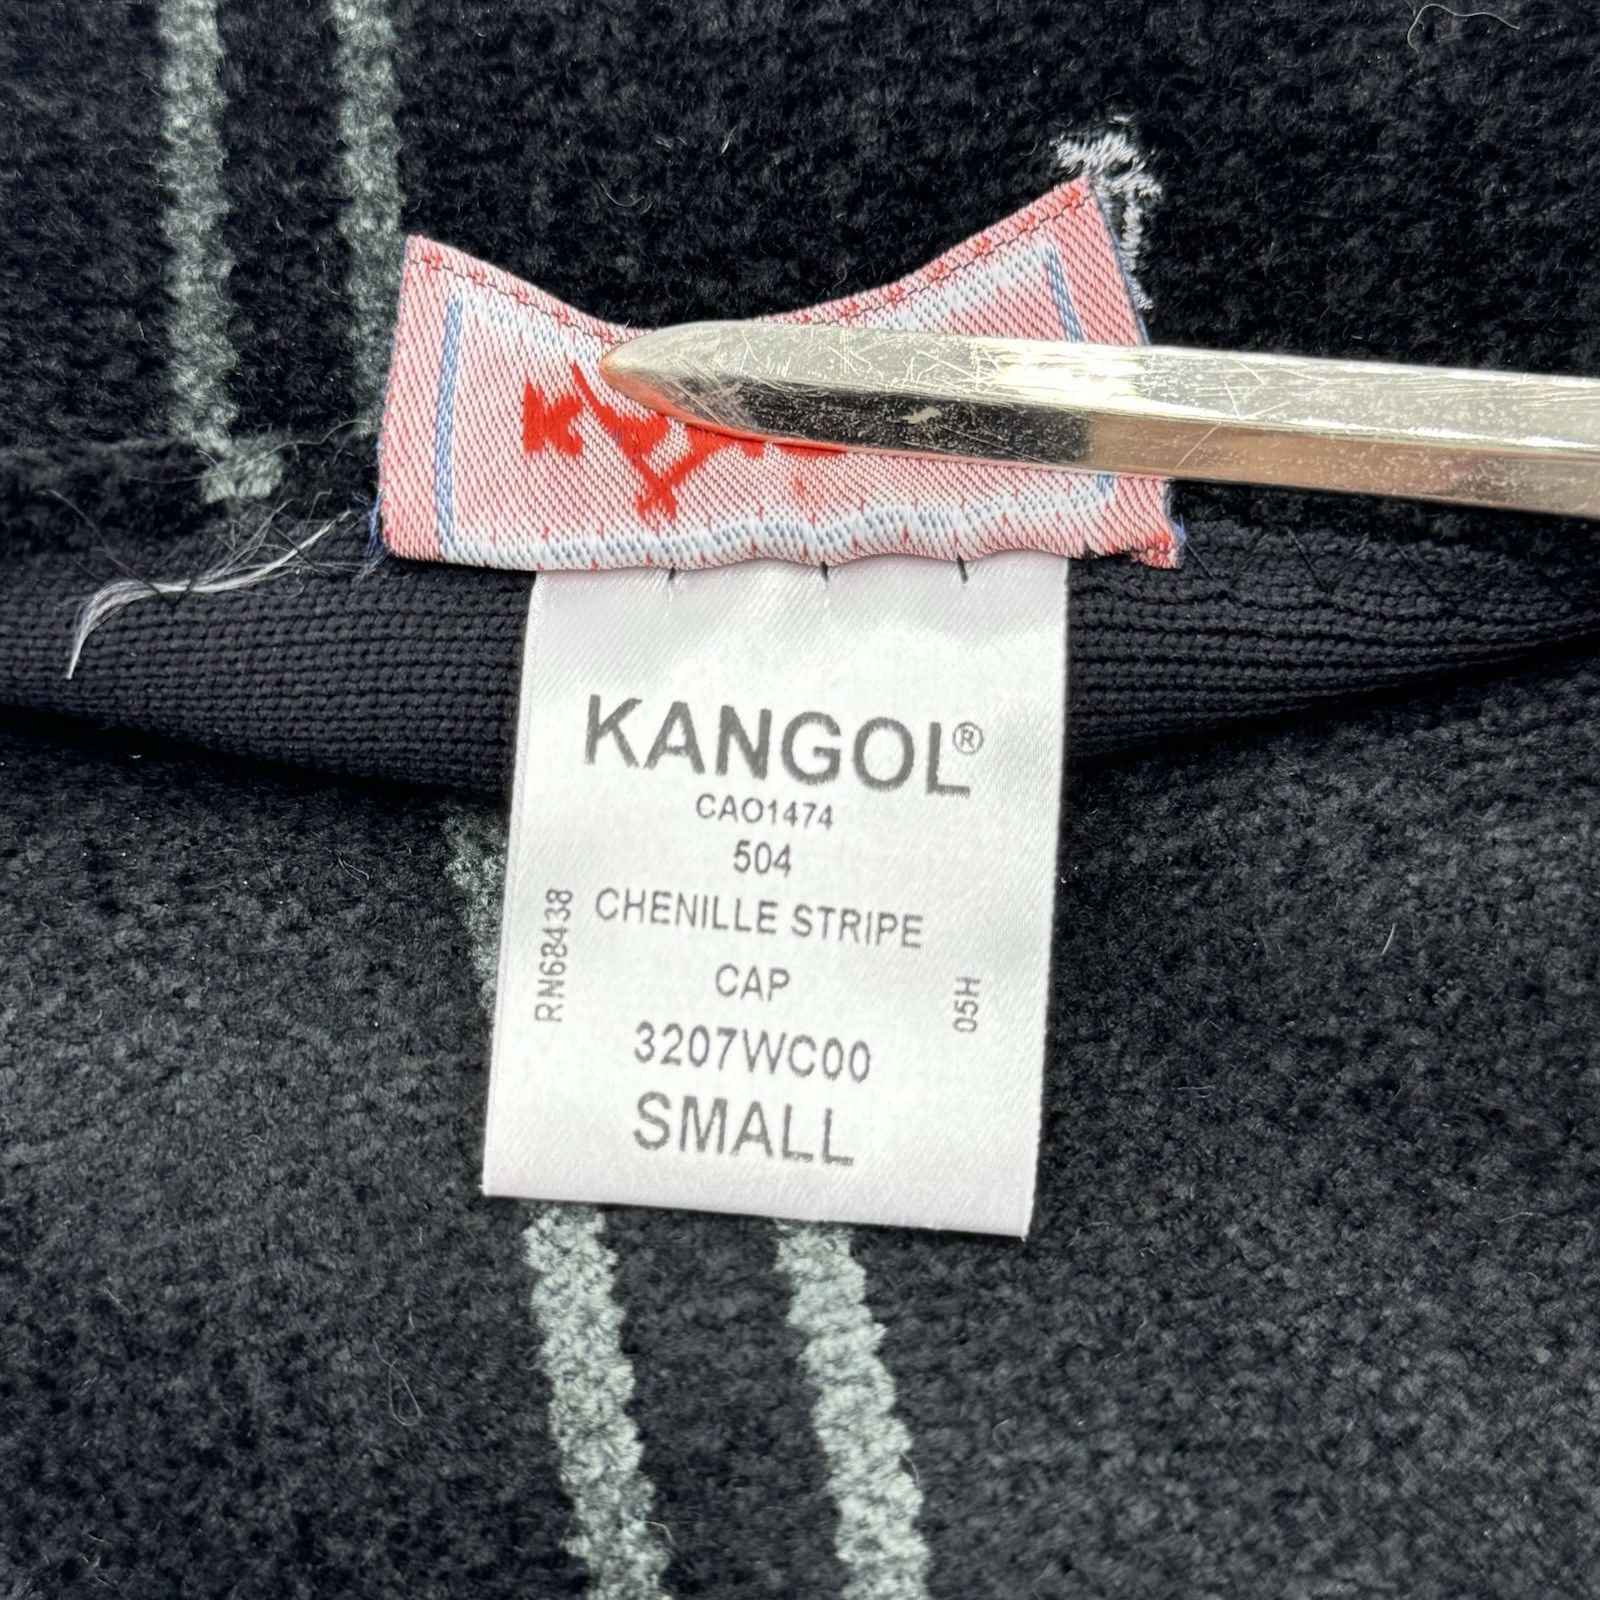 KANGOL®
CAO1474
504
CHENILLE STRIPE
CAP
3207WC00
SMALL
RN68438
05H